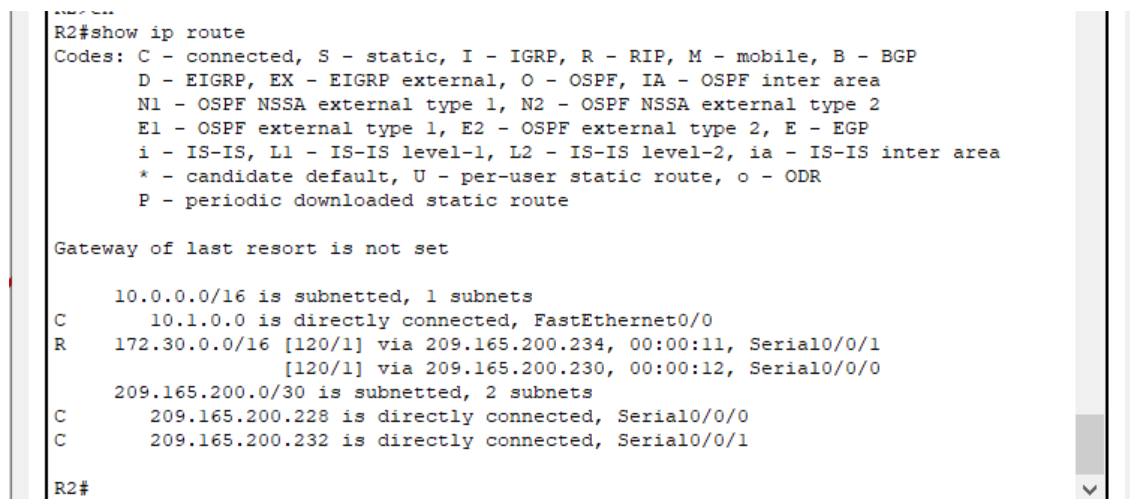 R2#show ip route
Codes: C - connected, S - static, I - IGRP, R - RIP, M - mobile, B - BGP
       D - EIGRP, EX - EIGRP external, O - OSPF, IA - OSPF inter area
       N1 - OSPF NSSA external type 1, N2 - OSPF NSSA external type 2
       E1 - OSPF external type 1, E2 - OSPF external type 2, E - EGP
       i - IS-IS, L1 - IS-IS level-1, L2 - IS-IS level-2, ia - IS-IS inter area
       * - candidate default, U - per-user static route, o - ODR
       P - periodic downloaded static route

Gateway of last resort is not set

     10.0.0.0/16 is subnetted, 1 subnets
C       10.1.0.0 is directly connected, FastEthernet0/0
R    172.30.0.0/16 [120/1] via 209.165.200.234, 00:00:11, Serial0/0/1
                   [120/1] via 209.165.200.230, 00:00:12, Serial0/0/0
     209.165.200.0/30 is subnetted, 2 subnets
C       209.165.200.228 is directly connected, Serial0/0/0
C       209.165.200.232 is directly connected, Serial0/0/1

R2#